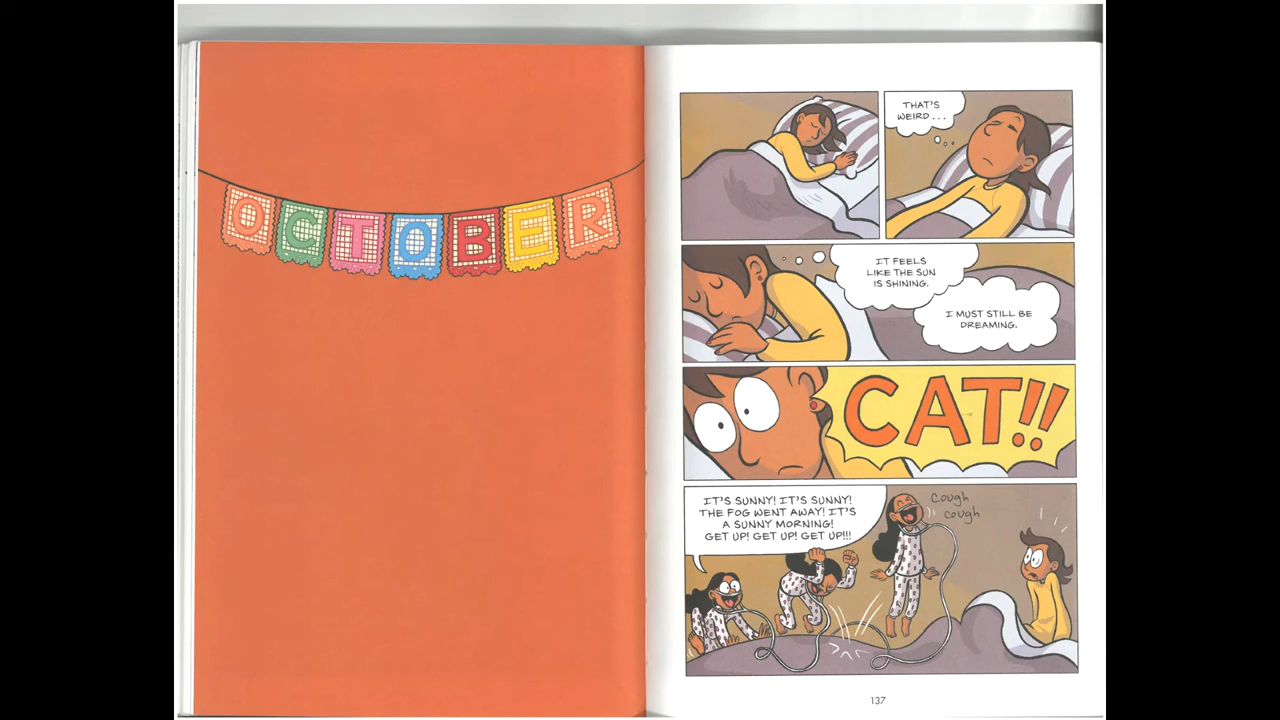 OCTOBER
THAT'S
WEIRD...
IT FEELS
LIKE THE SUN
IS SHINING.
I MUST STILL BE
DREAMING.
CAT!!
IT'S SUNNY! IT'S SUNNY!
THE FOG WENT AWAY! IT'S
A SUNNY MORNING!
GET UP! GET UP! GET UP!!!
Cough
cough
137